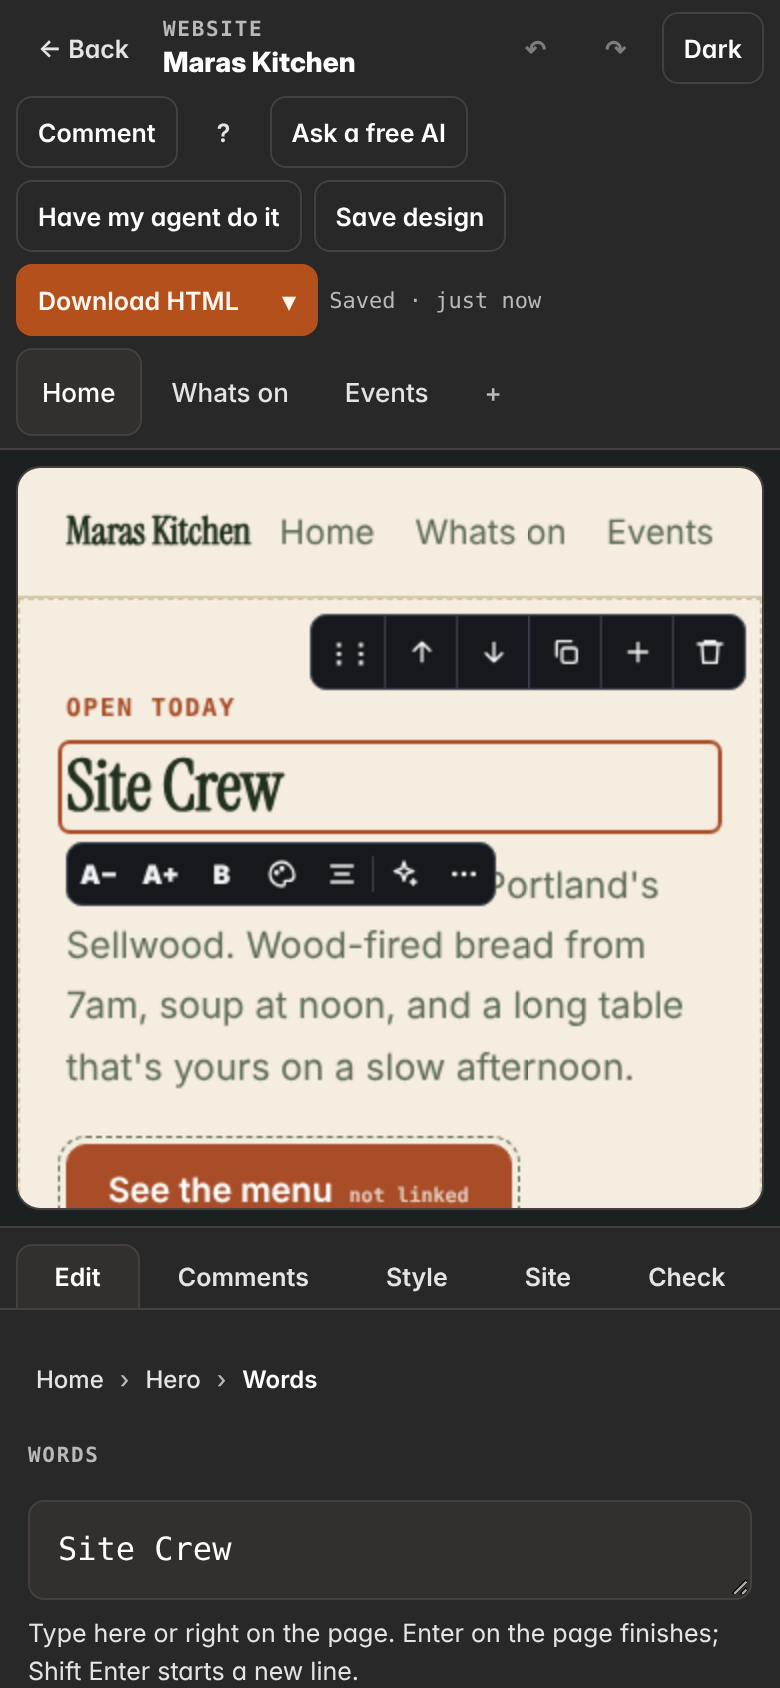 ← Back
WEBSITE
Maras Kitchen
Dark
Comment
?
Ask a free AI
Have my agent do it
Save design
Download HTML ▼
Saved · just now
Home
Whats on
Events
+
Maras Kitchen Home Whats on Events
OPEN TODAY
Site Crew
A− A+ B
Portland's
Sellwood. Wood-fired bread from
7am, soup at noon, and a long table
that's yours on a slow afternoon.
See the menu not linked
Edit Comments Style Site Check
Home › Hero › Words
WORDS
Site Crew
Type here or right on the page. Enter on the page finishes;
Shift Enter starts a new line.